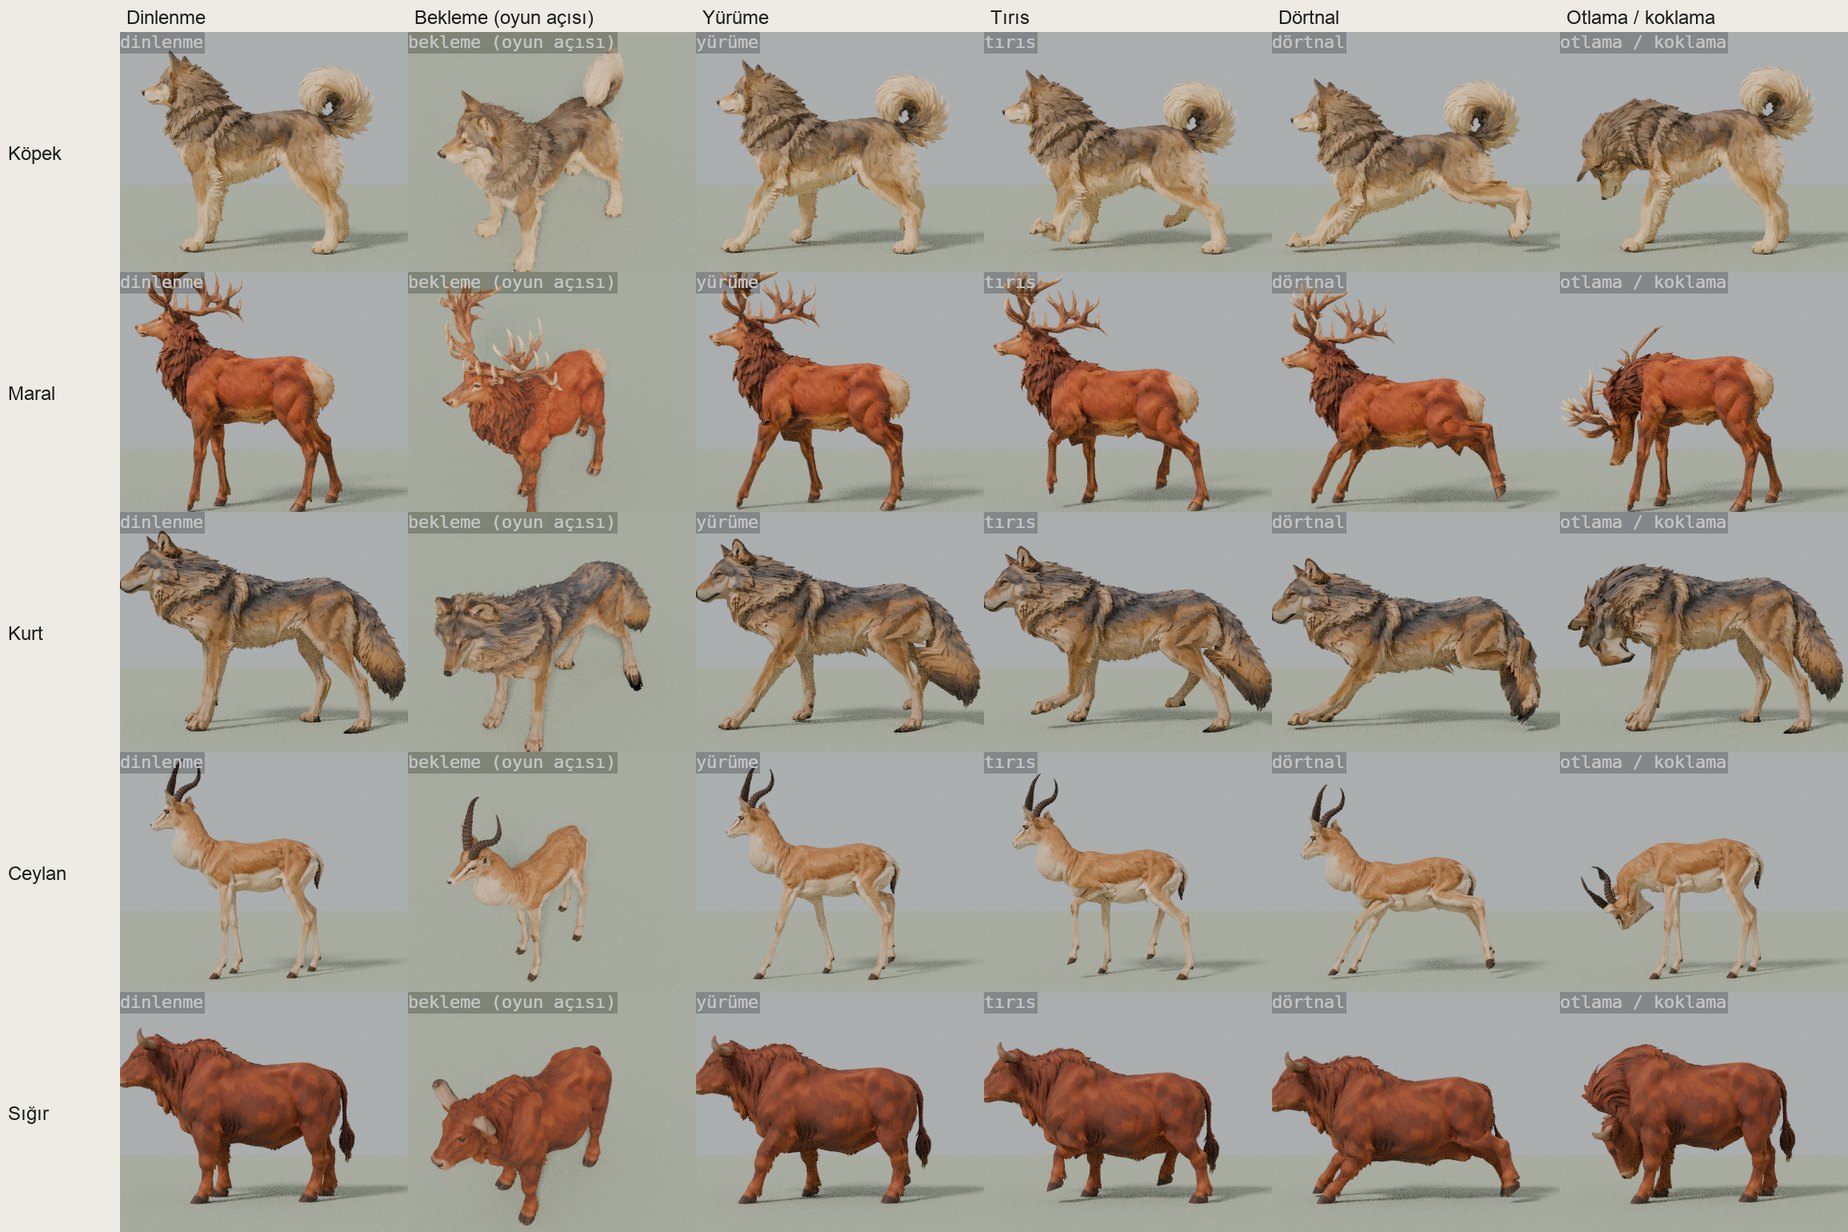 Dinlenme Bekleme (oyun açısı) Yürüme Tırıs Dörtnal Otlama / koklama
dinlenme bekleme (oyun açısı) yürüme tırıs dörtnal otlama / koklama
Köpek
dinlenme bekleme (oyun açısı) yürüme tırıs dörtnal otlama / koklama
Maral
dinlenme bekleme (oyun açısı) yürüme tırıs dörtnal otlama / koklama
Kurt
dinlenme bekleme (oyun açısı) yürüme tırıs dörtnal otlama / koklama
Ceylan
dinlenme bekleme (oyun açısı) yürüme tırıs dörtnal otlama / koklama
Sığır